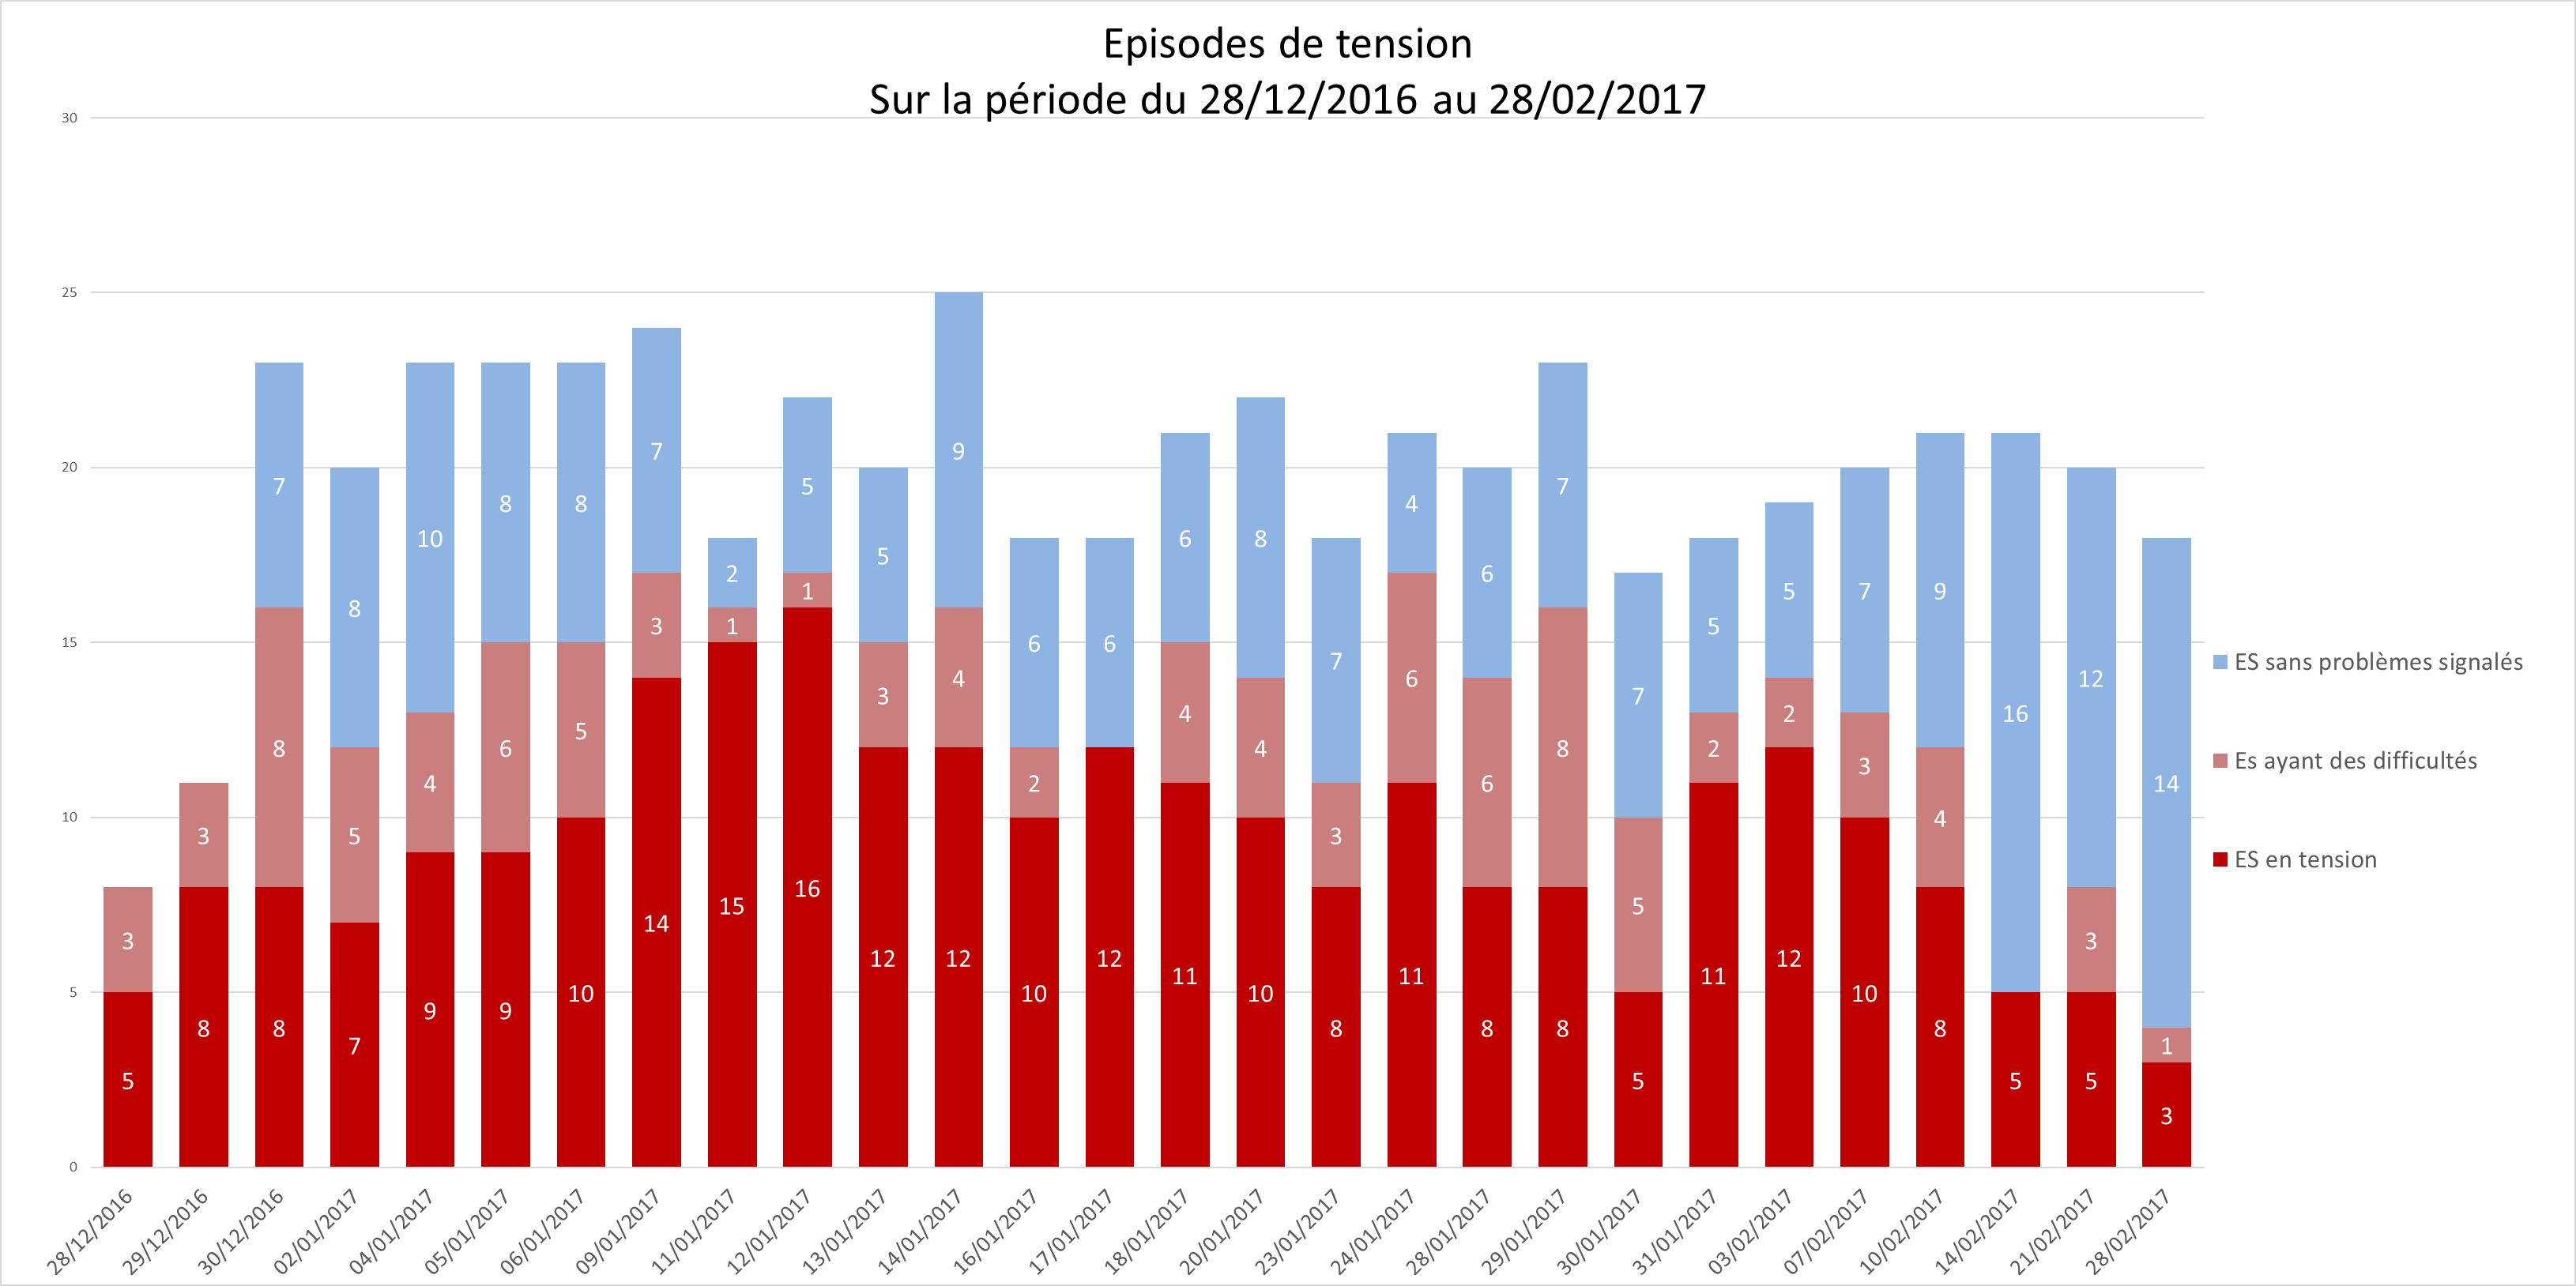 Episodes de tension
Sur la période du 28/12/2016 au 28/02/2017
30
25
20
15
10
5
0
7 8 10 8 8 7 2 5 5 9 6 6 6 8 7 4 6 7 7 5 5 7 9 16 12 14
3 3 8 5 4 6 5 3 1 1 3 4 2 4 4 3 6 6 8 5 2 2 3 4 3 1
5 8 8 7 9 9 10 14 15 16 12 12 10 12 11 10 8 11 8 8 5 11 12 10 8 5 5 3
28/12/2016 29/12/2016 30/12/2016 02/01/2017 04/01/2017 05/01/2017 06/01/2017 09/01/2017 11/01/2017 12/01/2017 13/01/2017 14/01/2017 16/01/2017 17/01/2017 18/01/2017 20/01/2017 23/01/2017 24/01/2017 28/01/2017 29/01/2017 30/01/2017 31/01/2017 03/02/2017 07/02/2017 10/02/2017 14/02/2017 21/02/2017 28/02/2017
ES sans problèmes signalés
Es ayant des difficultés
ES en tension